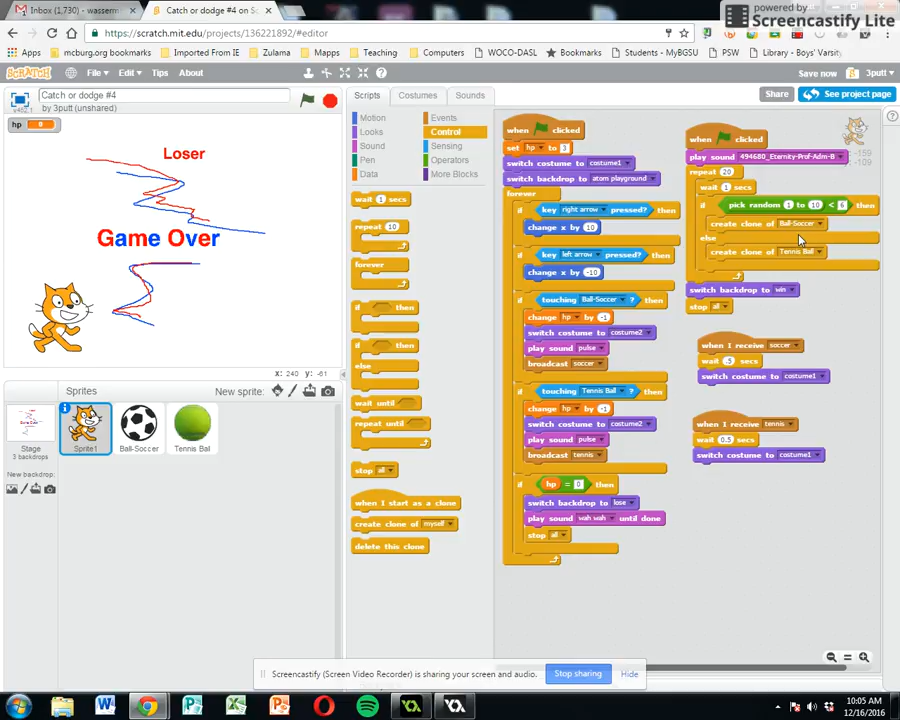 Inbox (1,730) - wasserm
Catch or dodge #4 on Sc
powered by
Screencastify Lite
https://scratch.mit.edu/projects/136221892/#editor
Apps
mcburg.org bookmarks
Imported From IE
Zulama
Maps
Teaching
Computers
WOCO-DASL
Bookmarks
Students - MyBGSU
PSW
Library - Boys' Varsity
SCRATCH
File
Edit
Tips
About
Save now
3putt
Catch or dodge #4
by 3putt (unshared)
v452.1
Scripts
Costumes
Sounds
Share
See project page
hp 0
Loser
Game Over
x: 240 y: -61
Sprites
New sprite:
Stage
3 backdrops
Sprite1
Ball-Soccer
Tennis Ball
New backdrop:
Motion
Looks
Sound
Pen
Data
Events
Control
Sensing
Operators
More Blocks
wait 1 secs
repeat 10
forever
if then
if then
else
wait until
repeat until
stop all
when I start as a clone
create clone of myself
delete this clone
when clicked
set hp to 3
switch costume to costume1
switch backdrop to atom playground
forever
if key right arrow pressed? then
change x by 10
if key left arrow pressed? then
change x by -10
if touching Ball-Soccer ? then
change hp by -1
switch costume to costume2
play sound pulse
broadcast soccer
if touching Tennis Ball ? then
change hp by -1
switch costume to costume2
play sound pulse
broadcast tennis
if hp = 0 then
switch backdrop to lose
play sound wah wah until done
stop all
when clicked
play sound 494680_Eternity-Prof-Adm-B
repeat 20
wait 1 secs
if pick random 1 to 10 < 6 then
create clone of Ball-Soccer
else
create clone of Tennis Ball
switch backdrop to win
stop all
when I receive soccer
wait .5 secs
switch costume to costume1
when I receive tennis
wait 0.5 secs
switch costume to costume1
-159
-109
Screencastify (Screen Video Recorder) is sharing your screen and audio.
Stop sharing
Hide
10:05 AM
12/16/2016